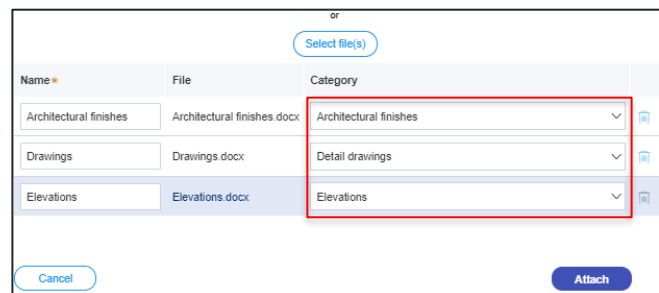 or
Select file(s)
Name* File Category
Architectural finishes Architectural finishes.docx Architectural finishes
Drawings Drawings.docx Detail drawings
Elevations Elevations.docx Elevations
Cancel Attach